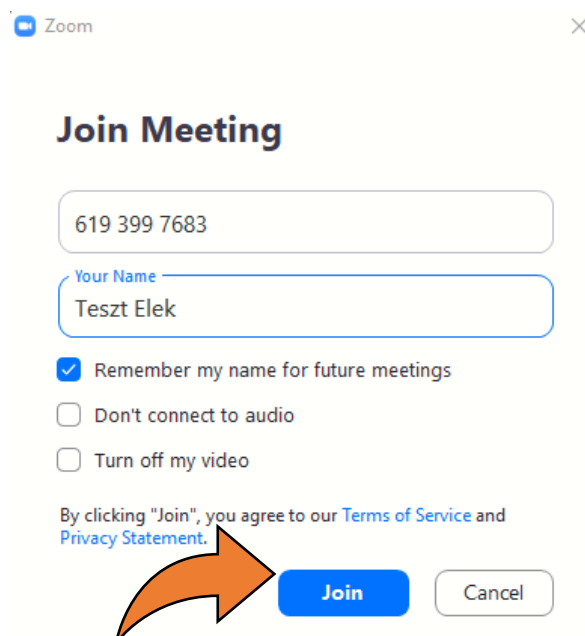 Zoom
Join Meeting
619 399 7683
Your Name
Teszt Elek
Remember my name for future meetings
Don't connect to audio
Turn off my video
By clicking "Join", you agree to our Terms of Service and
Privacy Statement.
Join Cancel